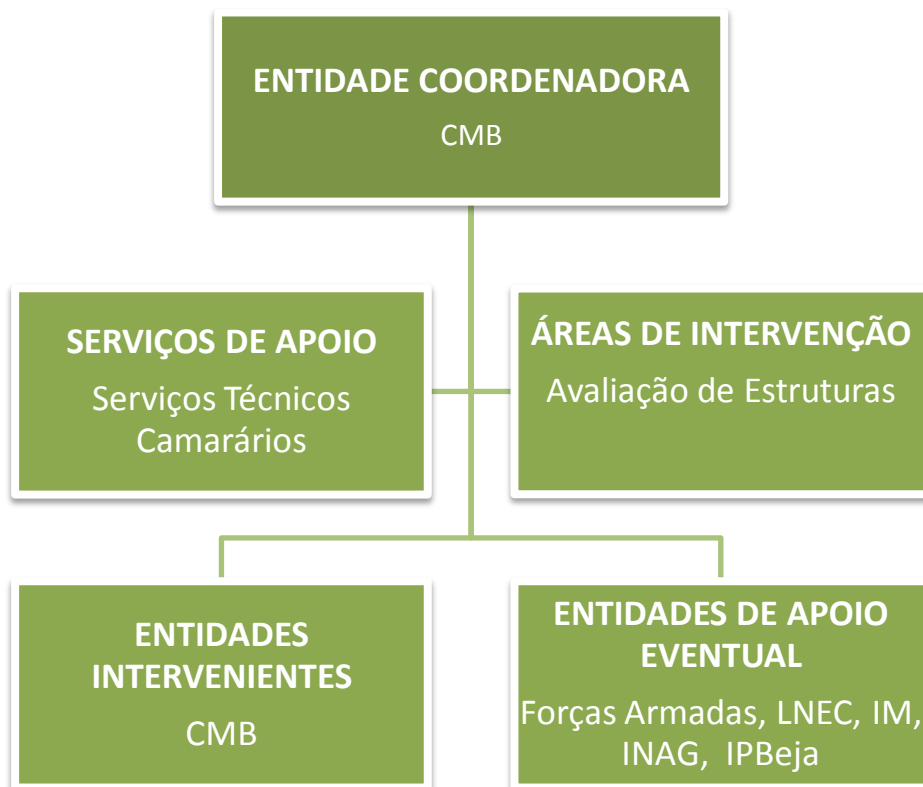 ENTIDADE COORDENADORA
CMB
SERVIÇOS DE APOIO
Serviços Técnicos
Camarários
ÁREAS DE INTERVENÇÃO
Avaliação de Estruturas
ENTIDADES
INTERVENIENTES
CMB
ENTIDADES DE APOIO
EVENTUAL
Forças Armadas, LNEC, IM,
INAG, IPBeja